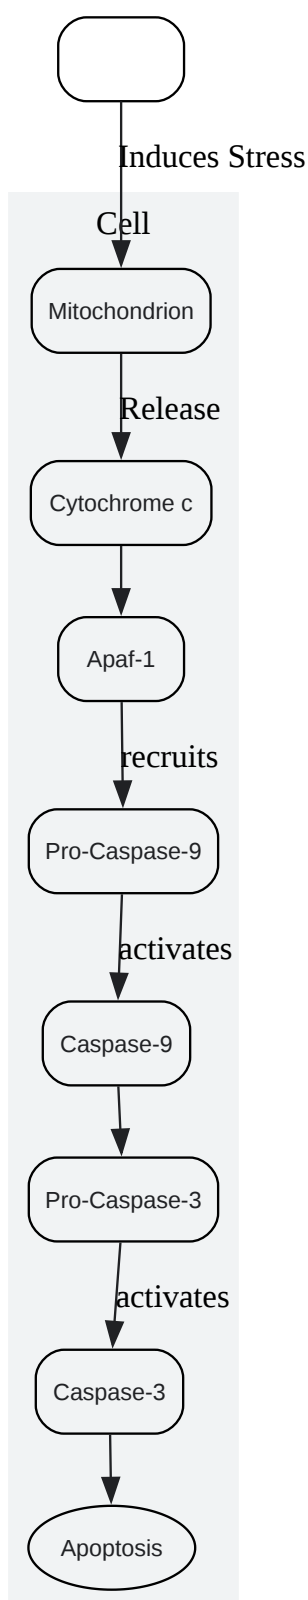 Induces Stress
Cell
Mitochondrion
Release
Cytochrome c
Apaf-1
recruits
Pro-Caspase-9
activates
Caspase-9
Pro-Caspase-3
activates
Caspase-3
Apoptosis